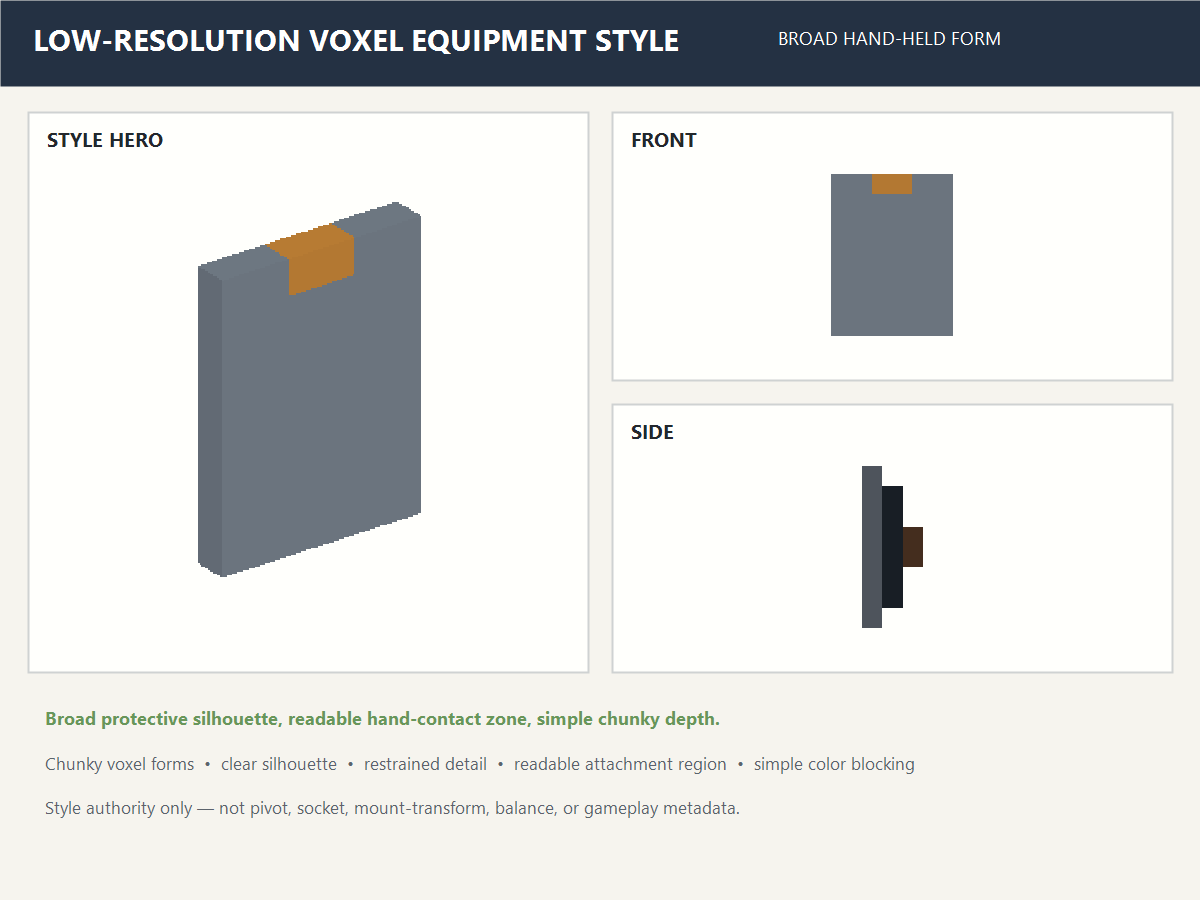 LOW-RESOLUTION VOXEL EQUIPMENT STYLE
BROAD HAND-HELD FORM
STYLE HERO
FRONT
SIDE
Broad protective silhouette, readable hand-contact zone, simple chunky depth.
Chunky voxel forms • clear silhouette • restrained detail • readable attachment region • simple color blocking
Style authority only — not pivot, socket, mount-transform, balance, or gameplay metadata.